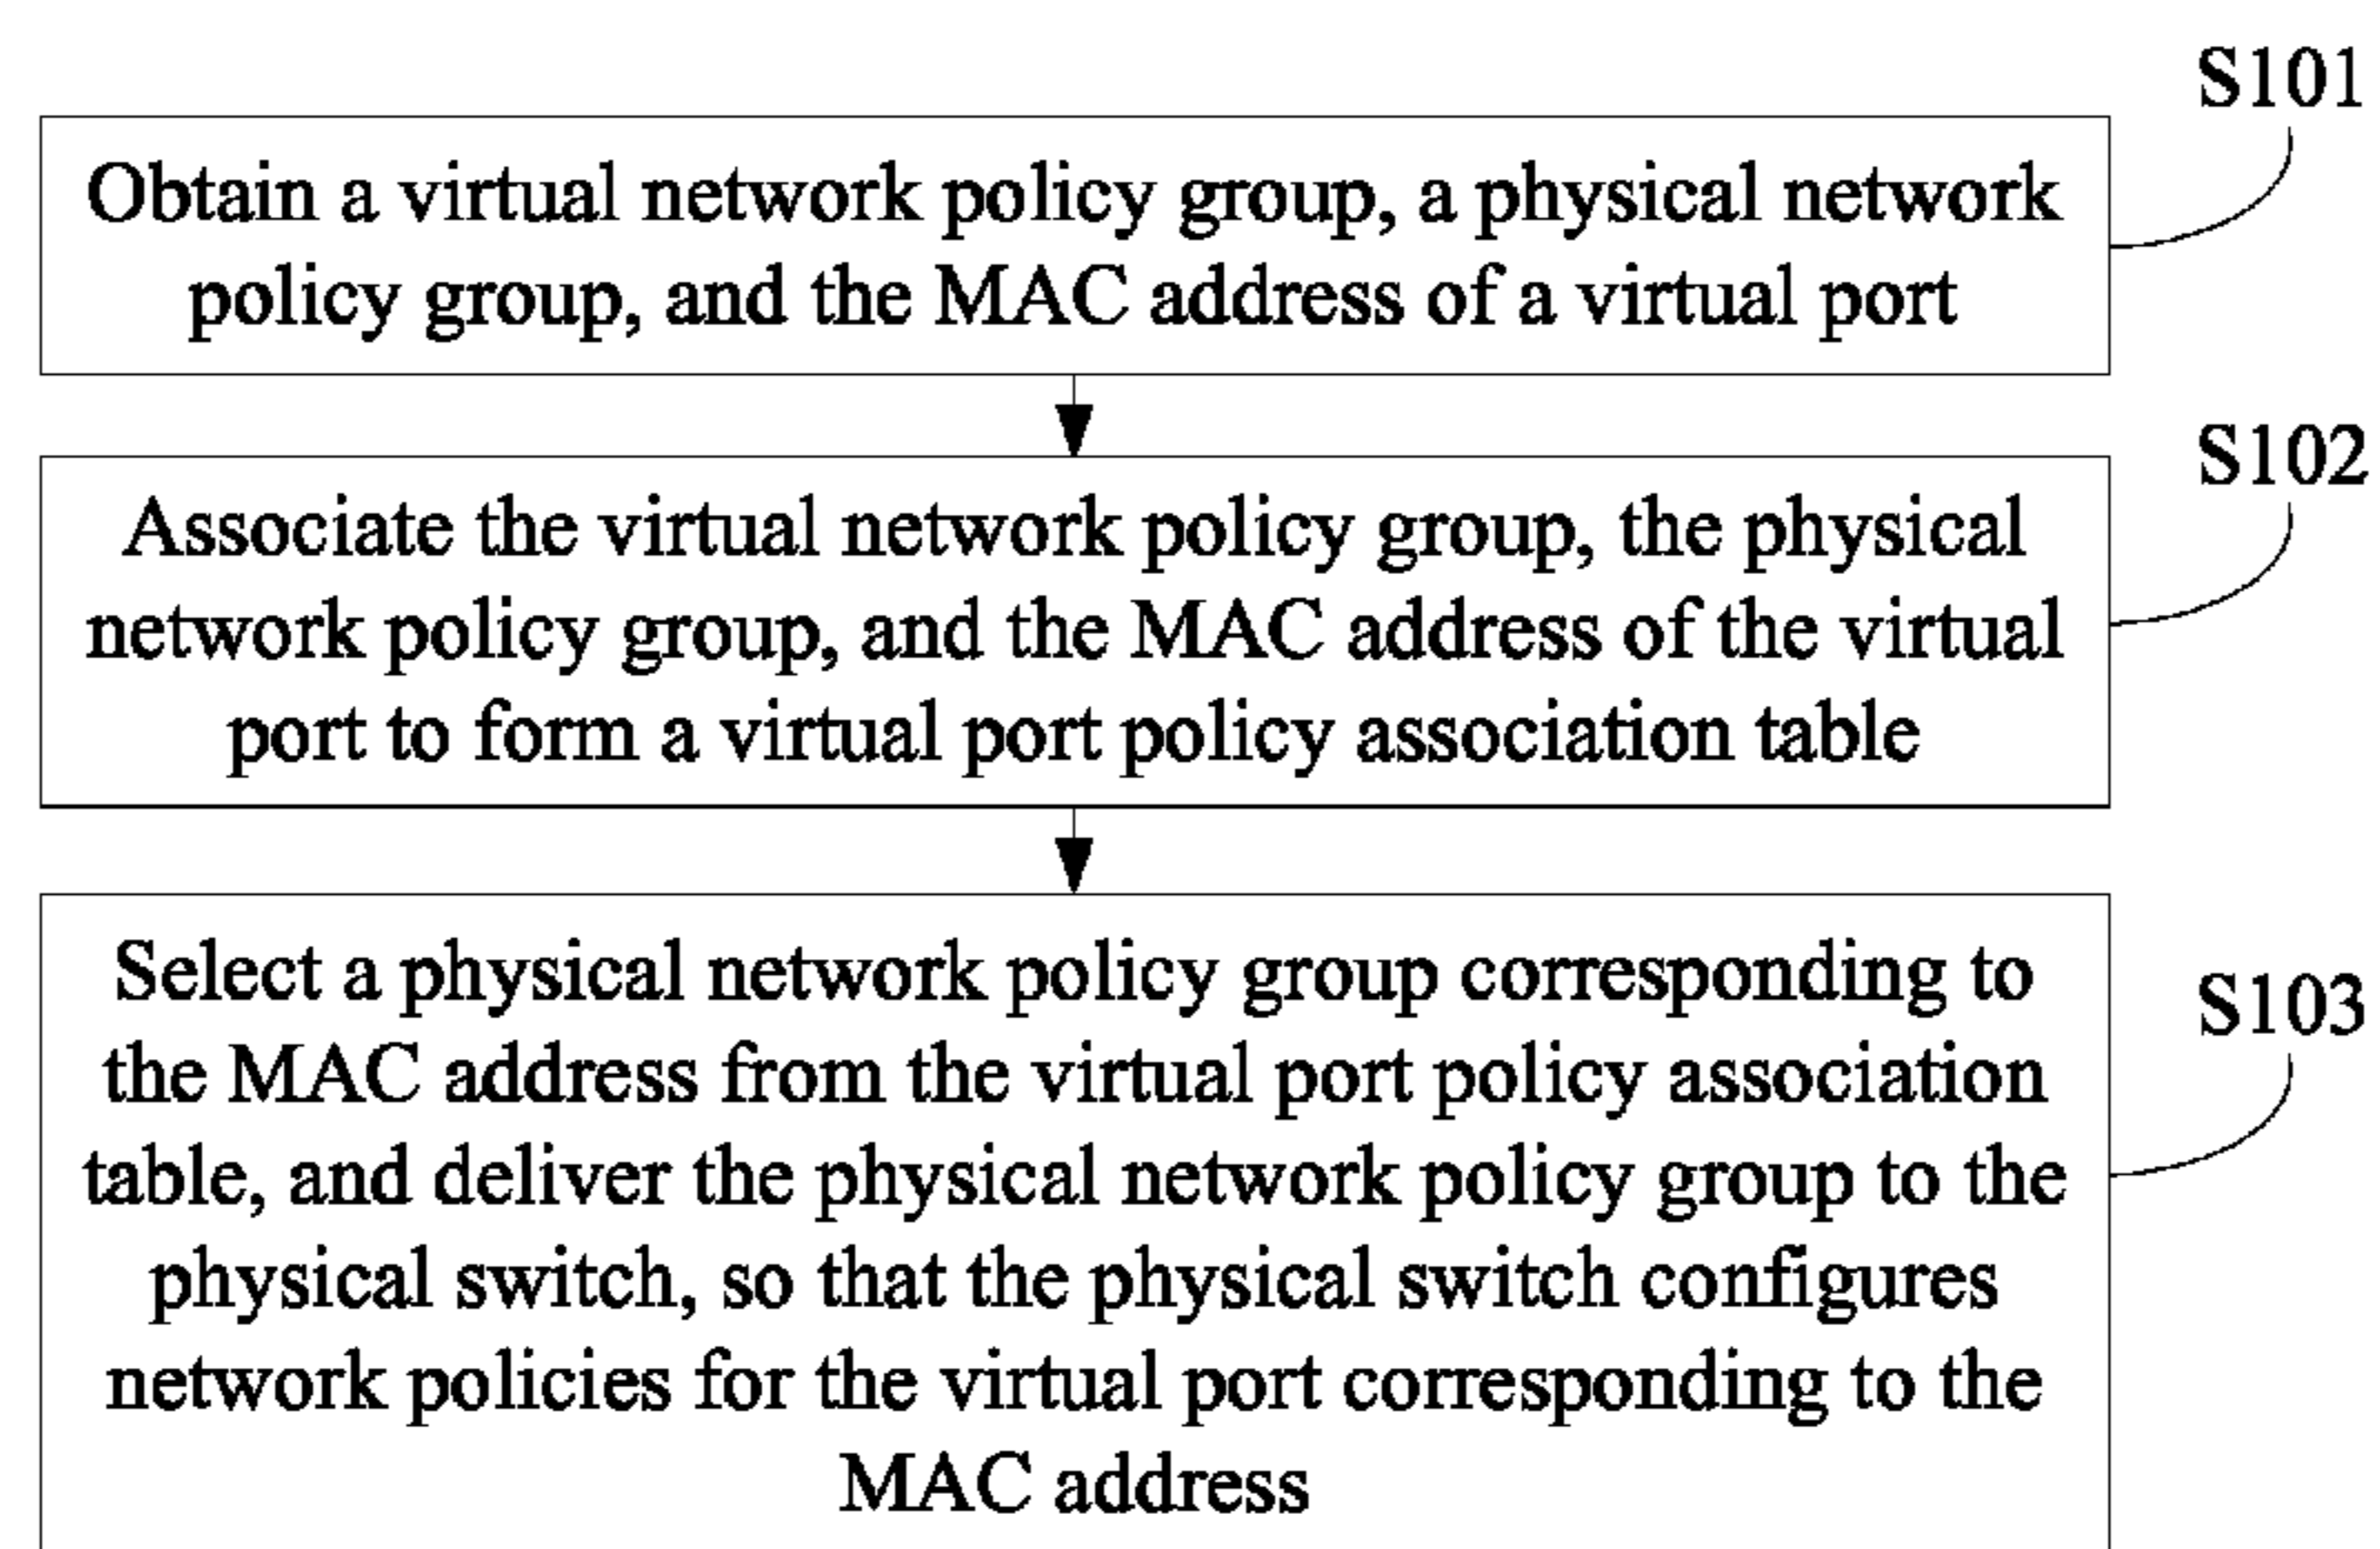 S101
Obtain a virtual network policy group, a physical network
policy group, and the MAC address of a virtual port
S102
Associate the virtual network policy group, the physical
network policy group, and the MAC address of the virtual
port to form a virtual port policy association table
S103
Select a physical network policy group corresponding to
the MAC address from the virtual port policy association
table, and deliver the physical network policy group to the
physical switch, so that the physical switch configures
network policies for the virtual port corresponding to the
MAC address